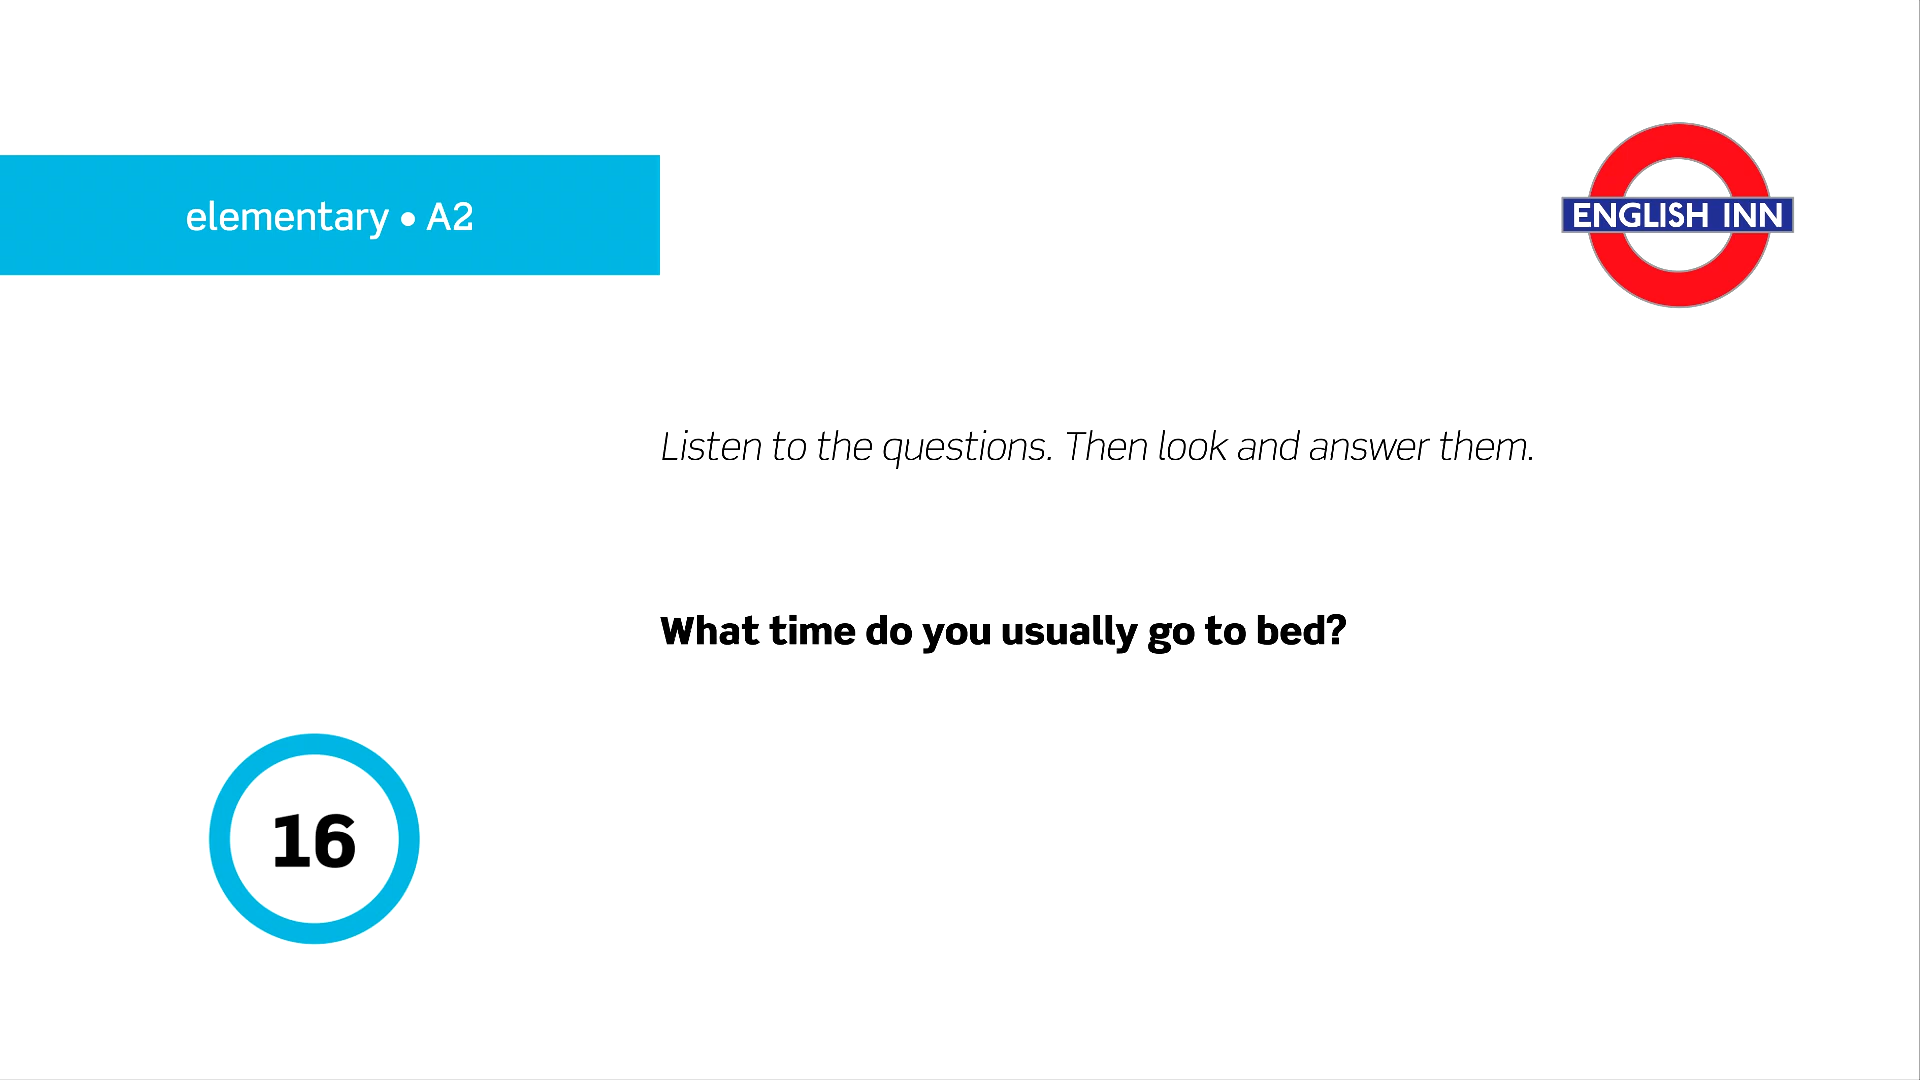 elementary • A2
ENGLISH INN
Listen to the questions. Then look and answer them.
What time do you usually go to bed?
16